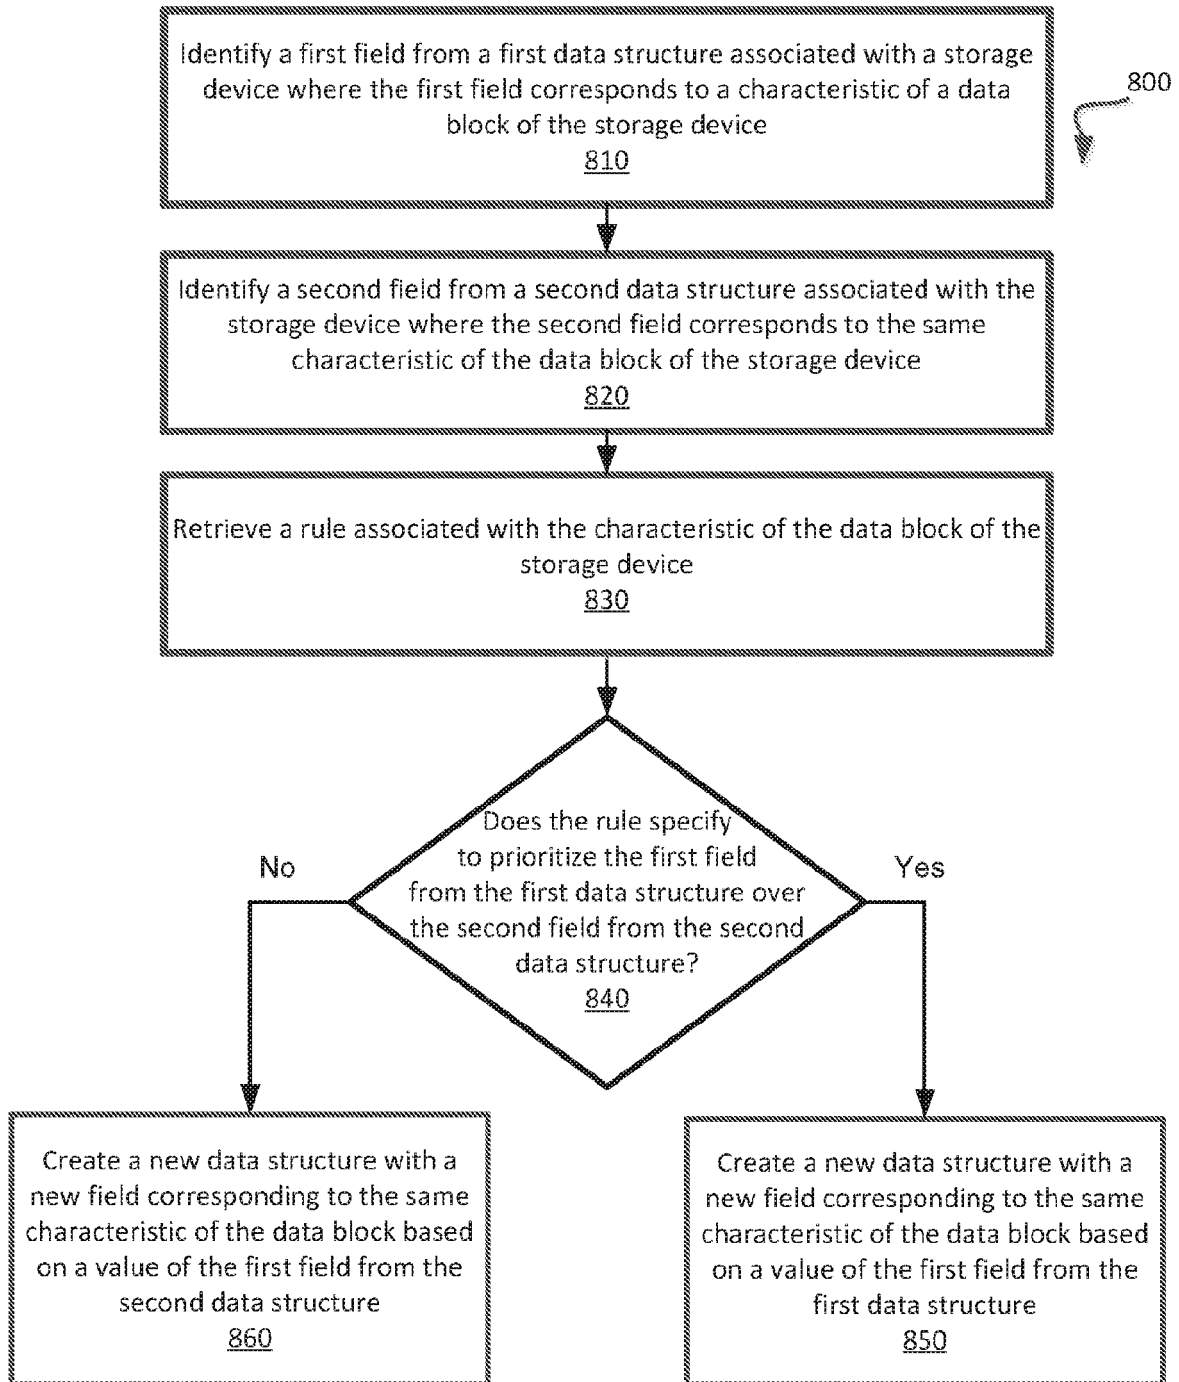 Identify a first field from a first data structure associated with a storage
device where the first field corresponds to a characteristic of a data
block of the storage device
810
800
Identify a second field from a second data structure associated with the
storage device where the second field corresponds to the same
characteristic of the data block of the storage device
820
Retrieve a rule associated with the characteristic of the data block of the
storage device
830
Does the rule specify
to prioritize the first field
from the first data structure over
the second field from the second
data structure?
840
No
Yes
Create a new data structure with a
new field corresponding to the same
characteristic of the data block based
on a value of the first field from the
second data structure
860
Create a new data structure with a
new field corresponding to the same
characteristic of the data block based
on a value of the first field from the
first data structure
850